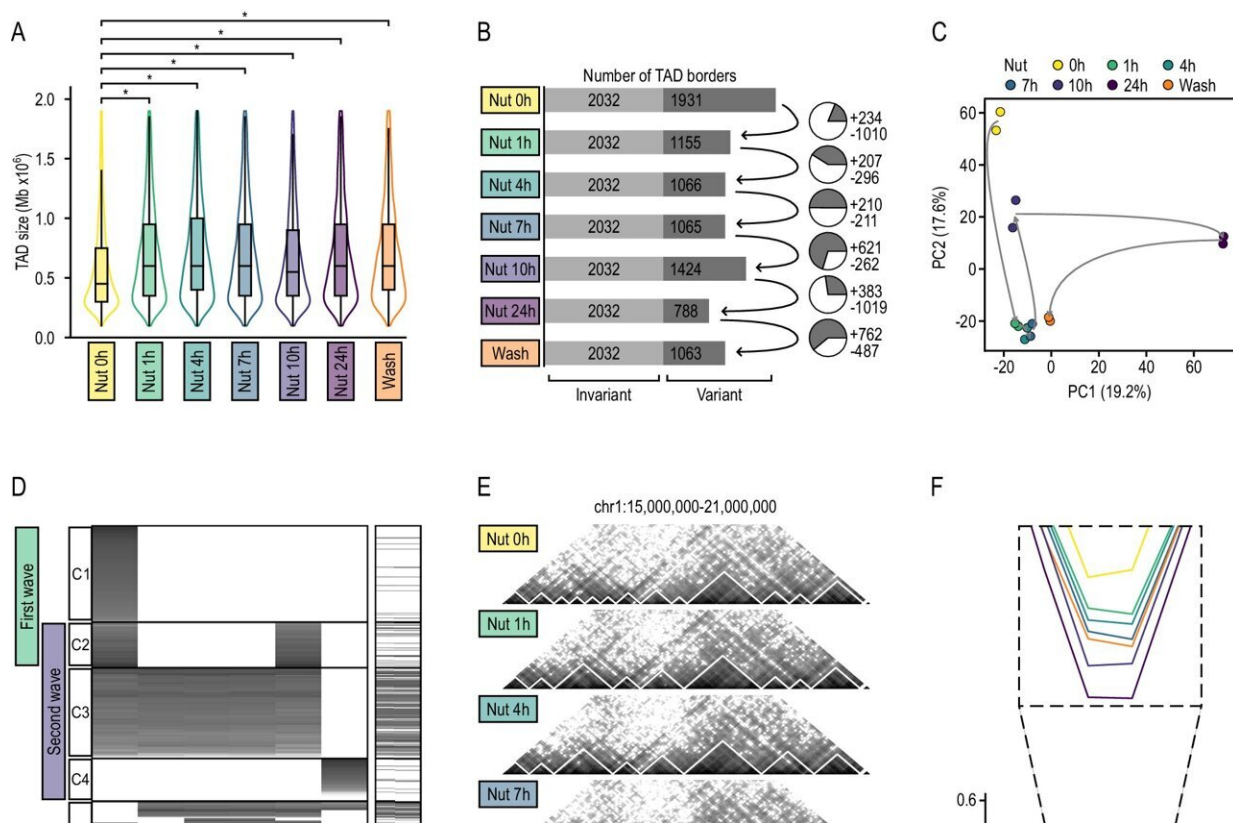 A
*
*
*
*
*
*
TAD size (Mb x10⁶)
2.0
1.5
1.0
0.5
0.0
Nut 0h
Nut 1h
Nut 4h
Nut 7h
Nut 10h
Nut 24h
Wash
B
Number of TAD borders
Nut 0h 2032 1931
+234
-1010
Nut 1h 2032 1155
+207
-296
Nut 4h 2032 1066
+210
-211
Nut 7h 2032 1065
+621
-262
Nut 10h 2032 1424
+383
-1019
Nut 24h 2032 788
+762
-487
Wash 2032 1063
Invariant Variant
C
Nut 0h 1h 4h
7h 10h 24h Wash
PC2 (17.6%)
60
40
20
0
-20
-20 0 20 40 60
PC1 (19.2%)
D
First wave
Second wave
C1
C2
C3
C4
E
chr1:15,000,000-21,000,000
Nut 0h
Nut 1h
Nut 4h
Nut 7h
F
0.6